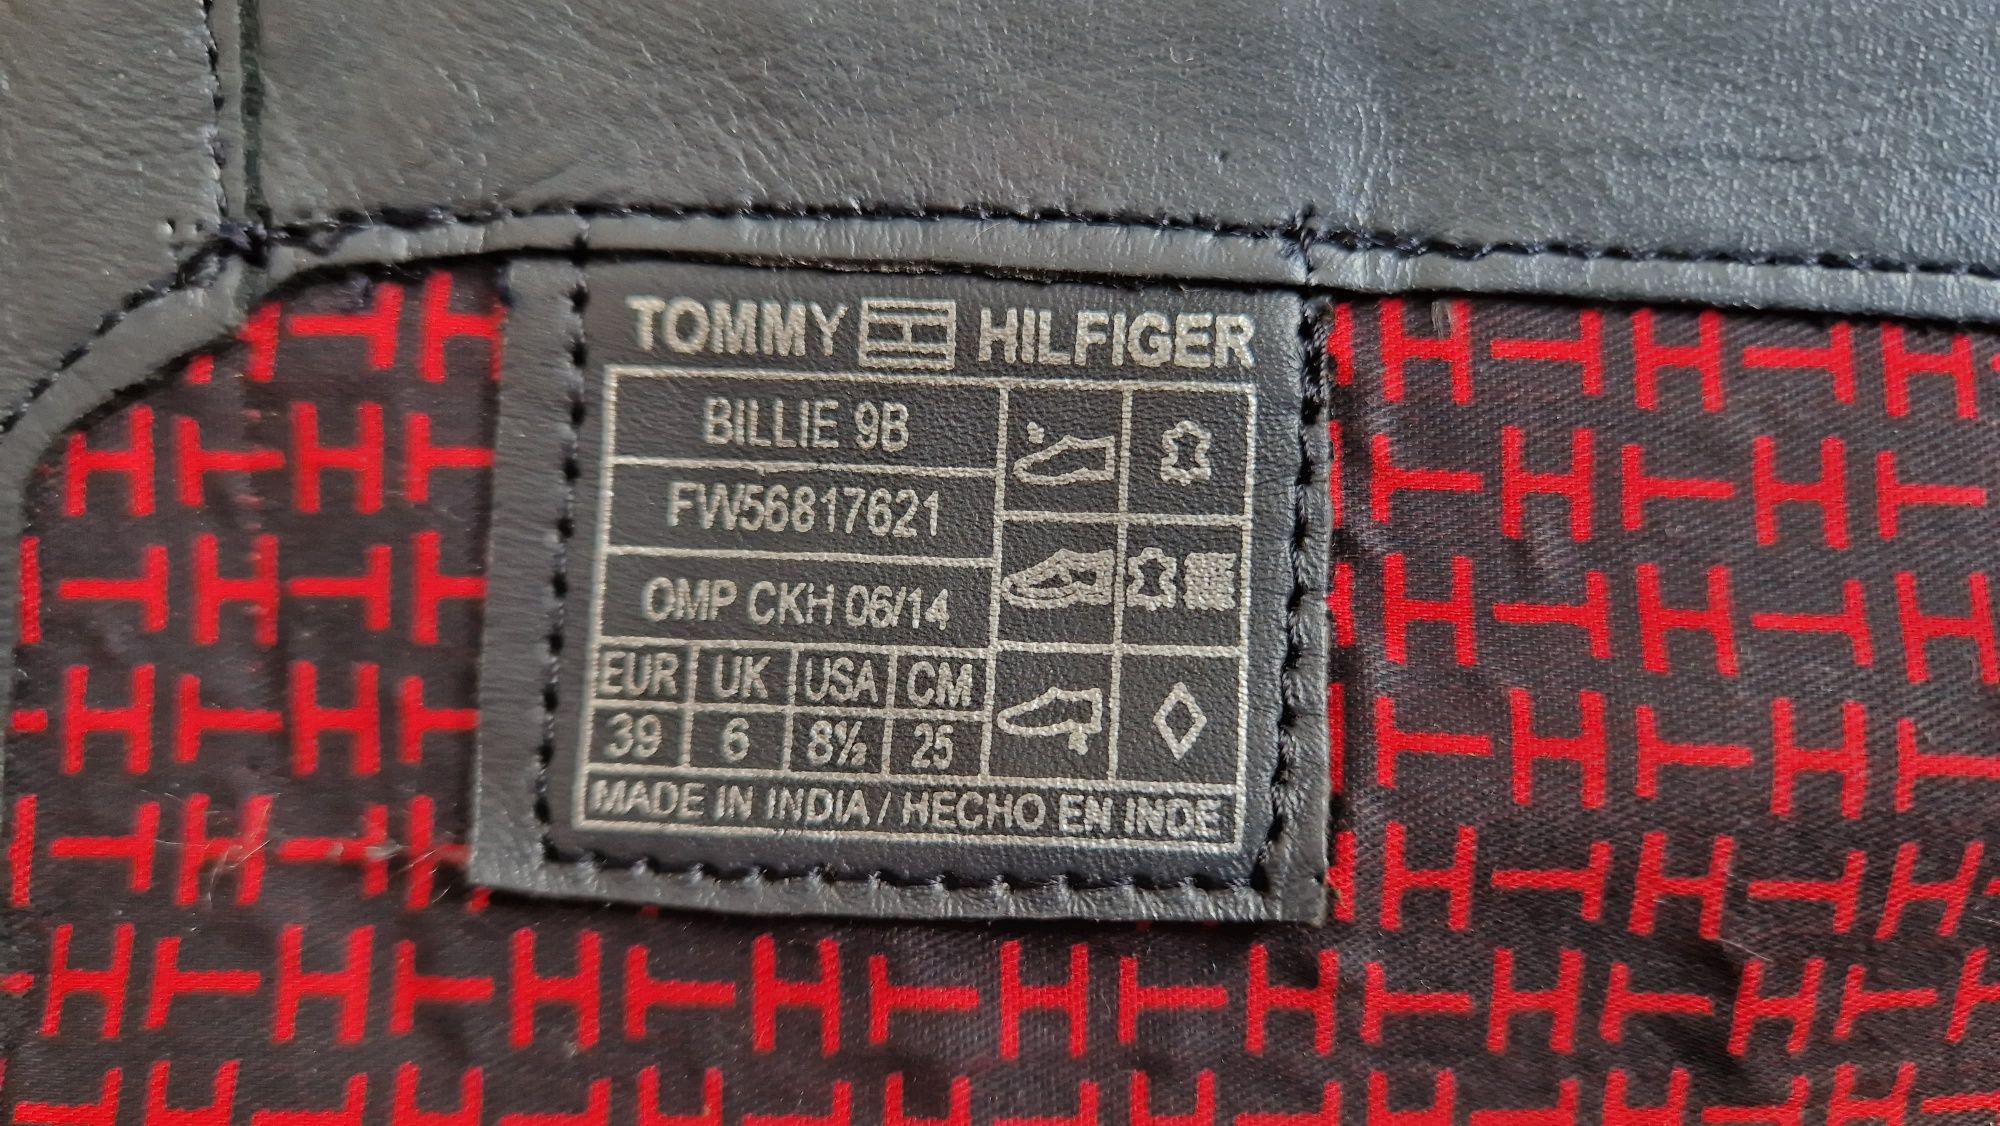 TOMMY HILFIGER
BILLIE 9B
FW56817621
OMP CKH 06/14
EUR UK USA CM
39 6 8½ 25
MADE IN INDIA / HECHO EN INDE